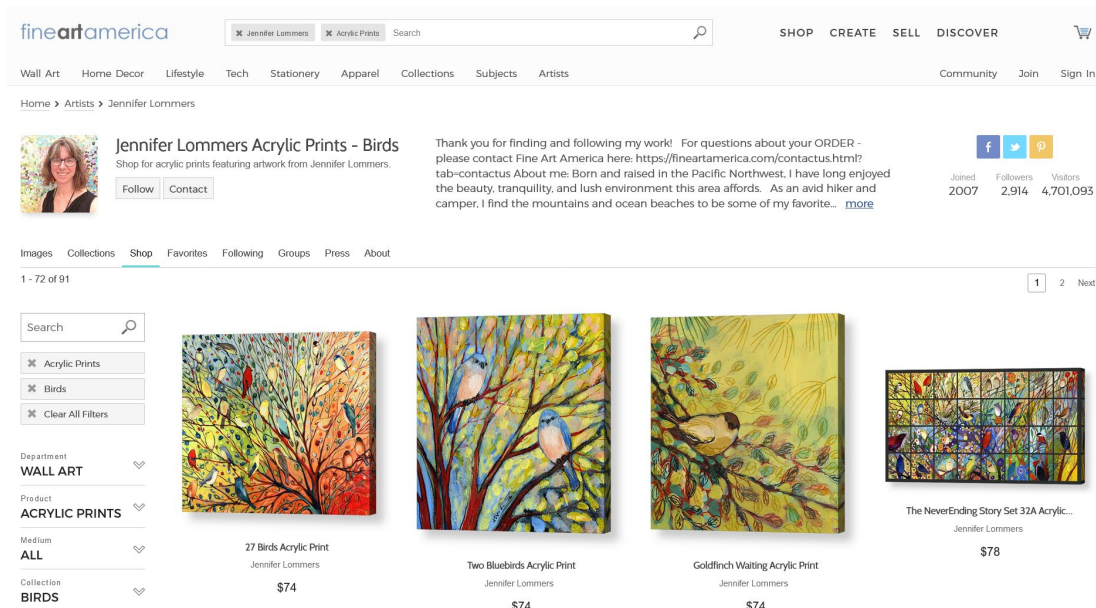 fineartamerica
✖ Jennifer Lommers ✖ Acrylic Prints Search
SHOP CREATE SELL DISCOVER
Wall Art Home Decor Lifestyle Tech Stationery Apparel Collections Subjects Artists
Community Join Sign In
Home > Artists > Jennifer Lommers
Jennifer Lommers Acrylic Prints - Birds
Shop for acrylic prints featuring artwork from Jennifer Lommers.
Follow Contact
Thank you for finding and following my work! For questions about your ORDER -
please contact Fine Art America here: https://fineartamerica.com/contactus.html?
tab=contactus About me: Born and raised in the Pacific Northwest, I have long enjoyed
the beauty, tranquility, and lush environment this area affords. As an avid hiker and
camper, I find the mountains and ocean beaches to be some of my favorite... more
Joined Followers Visitors
2007 2,914 4,701,093
Images Collections Shop Favorites Following Groups Press About
1 - 72 of 91
1 2 Next
Search
✖ Acrylic Prints
✖ Birds
✖ Clear All Filters
Department
WALL ART
Product
ACRYLIC PRINTS
Medium
ALL
Collection
BIRDS
27 Birds Acrylic Print
Jennifer Lommers
$74
Two Bluebirds Acrylic Print
Jennifer Lommers
$74
Goldfinch Waiting Acrylic Print
Jennifer Lommers
$74
The NeverEnding Story Set 32A Acrylic...
Jennifer Lommers
$78